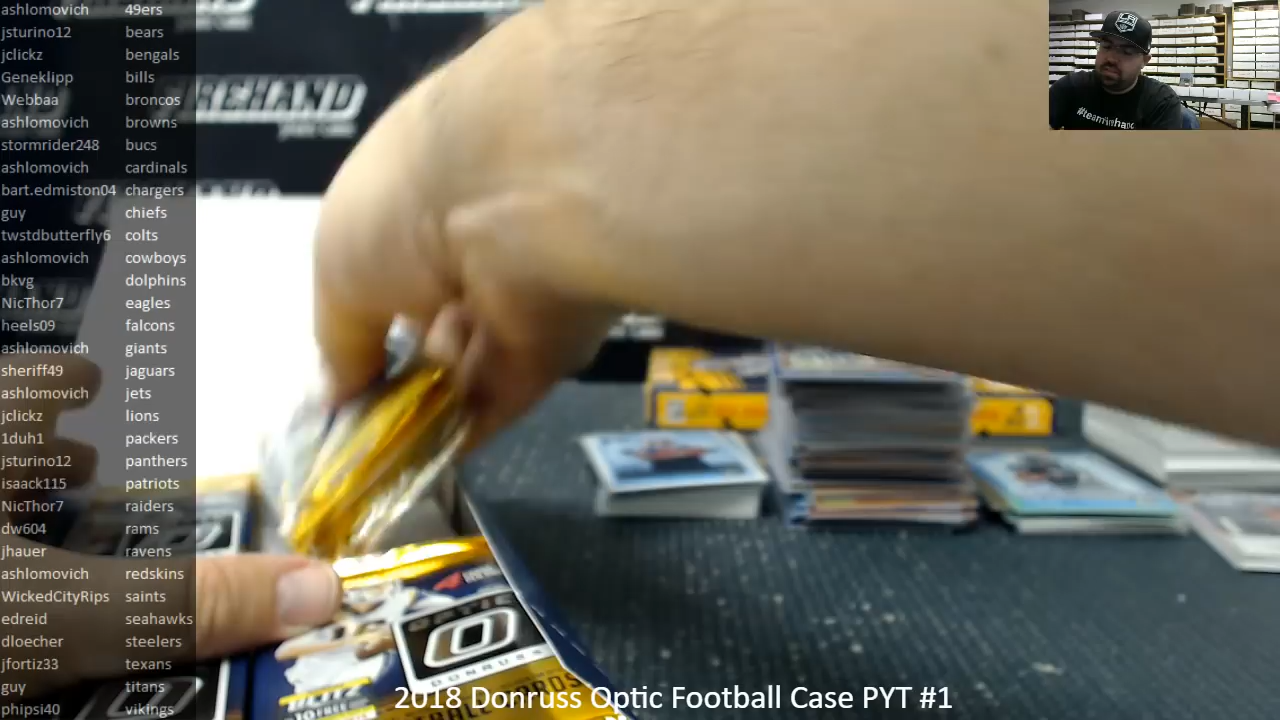 ashlomovich 49ers
jsturino12 bears
jclickz bengals
Geneklipp bills
Webbaa broncos
ashlomovich browns
stormrider248 bucs
ashlomovich cardinals
bart.edmiston04 chargers
guy chiefs
twstdbutterfly6 colts
ashlomovich cowboys
bkvg dolphins
NicThor7 eagles
heels09 falcons
ashlomovich giants
sheriff49 jaguars
ashlomovich jets
jclickz lions
1duh1 packers
jsturino12 panthers
isaack115 patriots
NicThor7 raiders
dw604 rams
jhauer ravens
ashlomovich redskins
WickedCityRips saints
edreid seahawks
dloecher steelers
jfortiz33 texans
guy titans
phipsi40 vikings
#teaminhand
OPTIC
DONRUSS
BLITZ
2018 Donruss Optic Football Case PYT #1